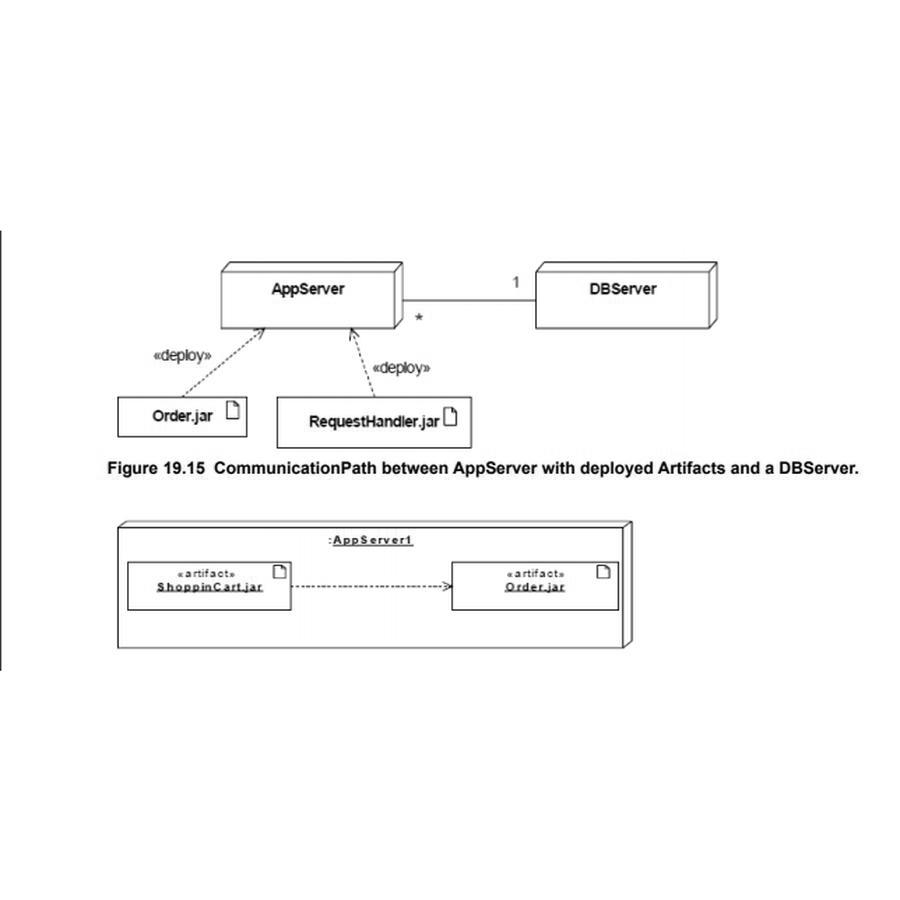 AppServer
1
DBServer
*
«deploy»
«deploy»
Order.jar
RequestHandler.jar
Figure 19.15 CommunicationPath between AppServer with deployed Artifacts and a DBServer.
:AppServer1
«artifact»
ShoppinCart.jar
«artifact»
Order.jar